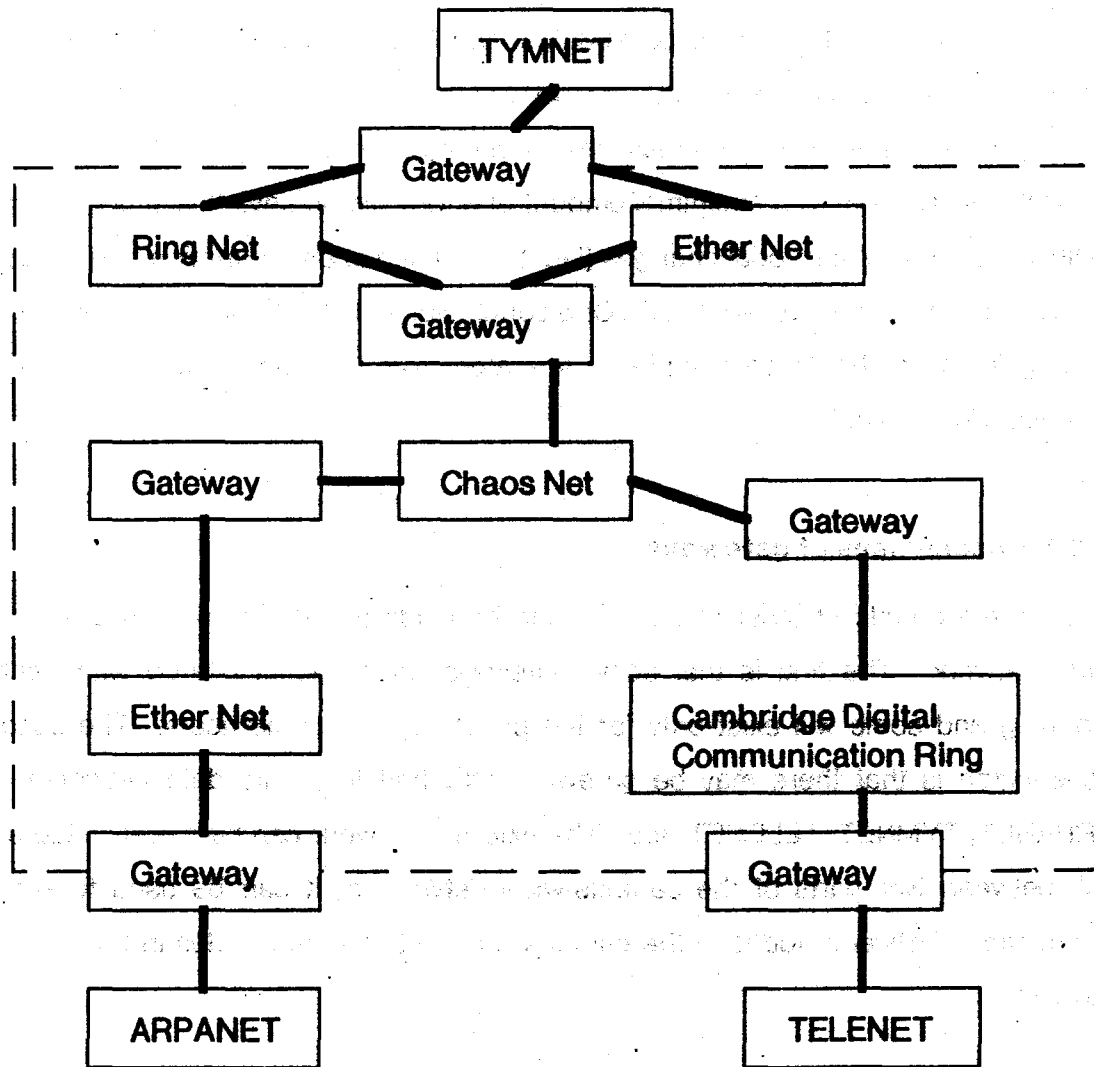 TYMNET
Gateway
Ring Net
Ether Net
Gateway
Gateway
Chaos Net
Gateway
Ether Net
Cambridge Digital
Communication Ring
Gateway
Gateway
ARPANET
TELENET